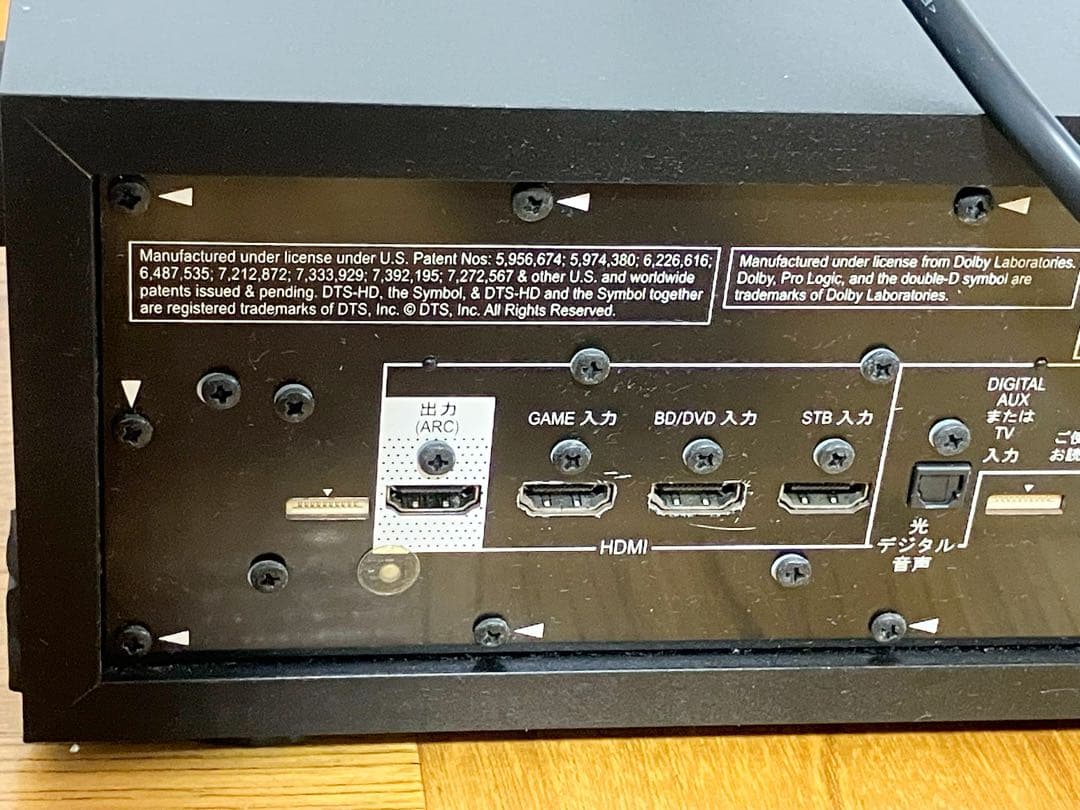 Manufactured under license under U.S. Patent Nos: 5,956,674; 5,974,380; 6,226,616;
6,487,535; 7,212,872; 7,333,929; 7,392,195; 7,272,567 & other U.S. and worldwide
patents issued & pending. DTS-HD, the Symbol, & DTS-HD and the Symbol together
are registered trademarks of DTS, Inc. © DTS, Inc. All Rights Reserved.
Manufactured under license from Dolby Laboratories.
Dolby, Pro Logic, and the double-D symbol are
trademarks of Dolby Laboratories.
出力
(ARC)
GAME 入力
BD/DVD 入力
STB 入力
HDMI
DIGITAL
AUX
または
TV
入力
光
デジタル
音声
ご使
お読